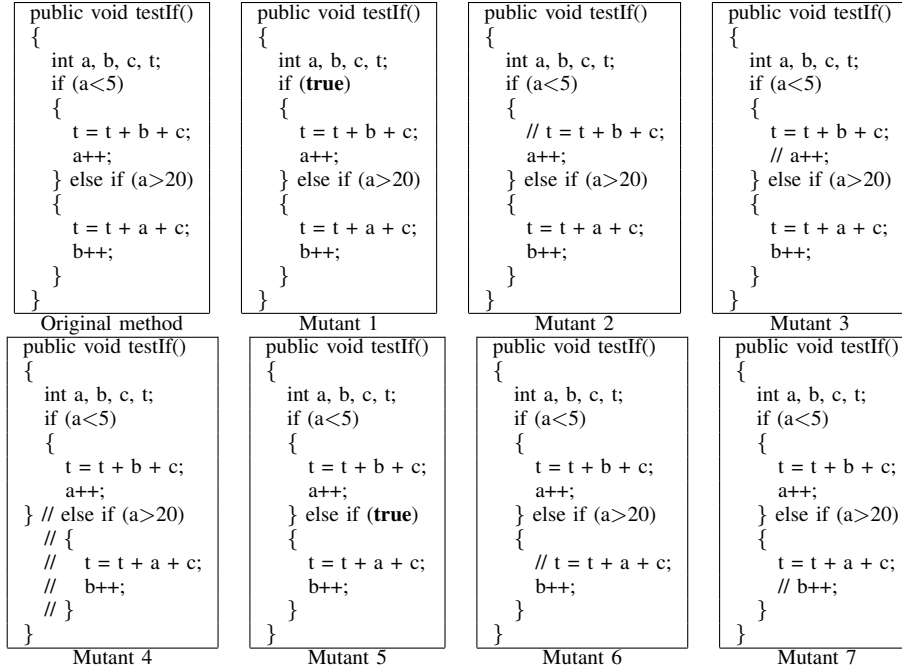 public void testIf()
{
int a, b, c, t;
if (a<5)
{
t = t + b + c;
a++;
} else if (a>20)
{
t = t + a + c;
b++;
}
}
Original method
public void testIf()
{
int a, b, c, t;
if (true)
{
t = t + b + c;
a++;
} else if (a>20)
{
t = t + a + c;
b++;
}
}
Mutant 1
public void testIf()
{
int a, b, c, t;
if (a<5)
{
// t = t + b + c;
a++;
} else if (a>20)
{
t = t + a + c;
b++;
}
}
Mutant 2
public void testIf()
{
int a, b, c, t;
if (a<5)
{
t = t + b + c;
// a++;
} else if (a>20)
{
t = t + a + c;
b++;
}
}
Mutant 3
public void testIf()
{
int a, b, c, t;
if (a<5)
{
t = t + b + c;
a++;
} // else if (a>20)
// {
// t = t + a + c;
// b++;
// }
}
Mutant 4
public void testIf()
{
int a, b, c, t;
if (a<5)
{
t = t + b + c;
a++;
} else if (true)
{
t = t + a + c;
b++;
}
}
Mutant 5
public void testIf()
{
int a, b, c, t;
if (a<5)
{
t = t + b + c;
a++;
} else if (a>20)
{
// t = t + a + c;
b++;
}
}
Mutant 6
public void testIf()
{
int a, b, c, t;
if (a<5)
{
t = t + b + c;
a++;
} else if (a>20)
{
t = t + a + c;
// b++;
}
}
Mutant 7